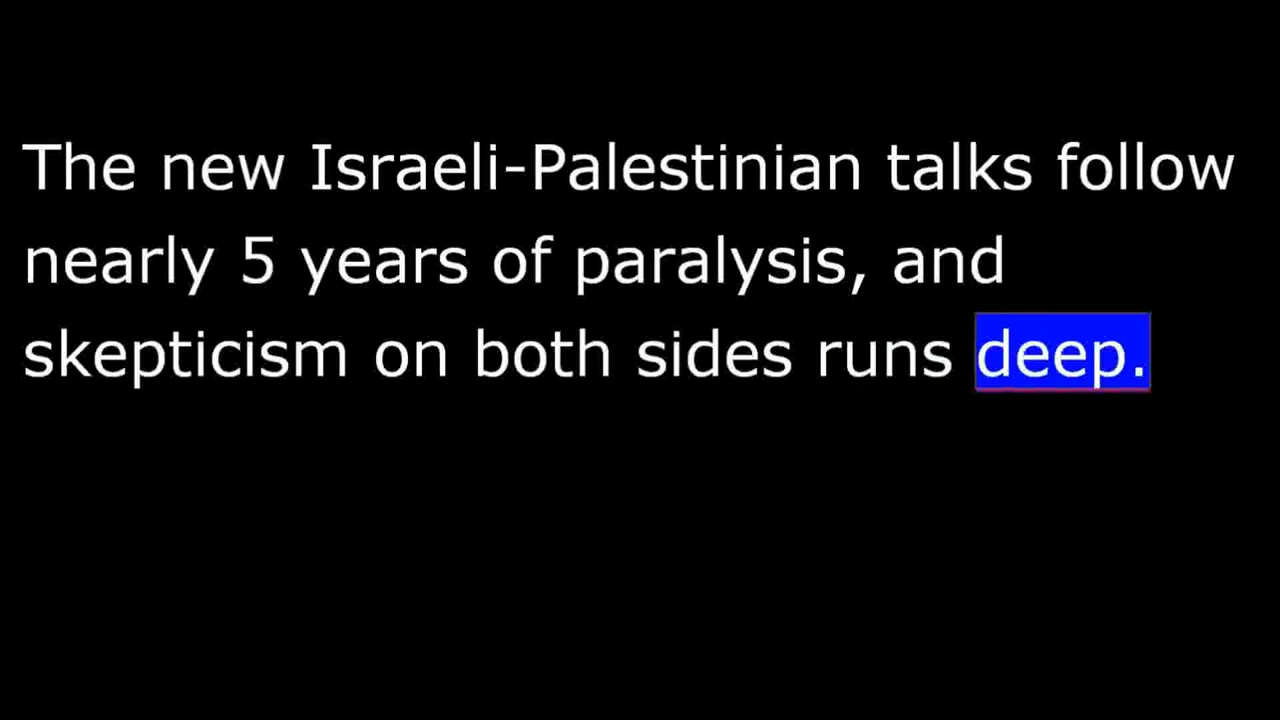 The new Israeli-Palestinian talks follow
nearly 5 years of paralysis, and
skepticism on both sides runs deep.